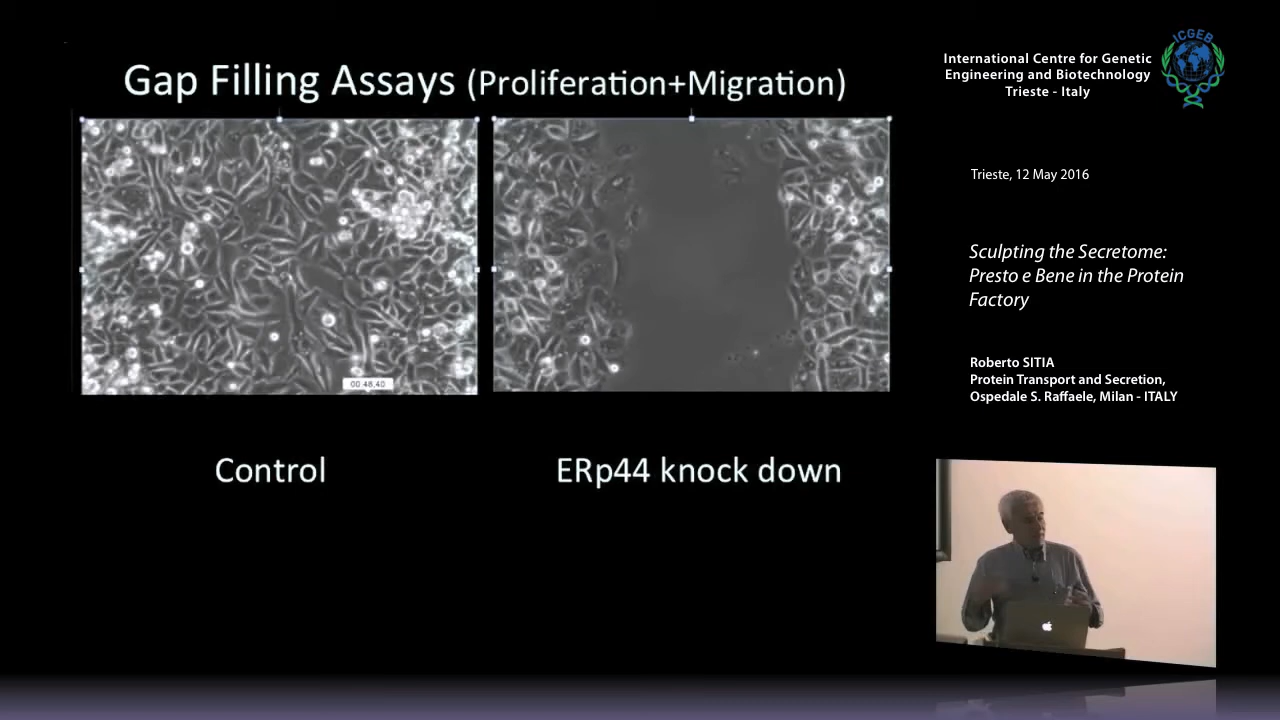 Gap Filling Assays (Proliferation+Migration)
00 48,40
Control
ERp44 knock down
ICGEB
International Centre for Genetic
Engineering and Biotechnology
Trieste - Italy
Trieste, 12 May 2016
Sculpting the Secretome:
Presto e Bene in the Protein
Factory
Roberto SITIA
Protein Transport and Secretion,
Ospedale S. Raffaele, Milan - ITALY